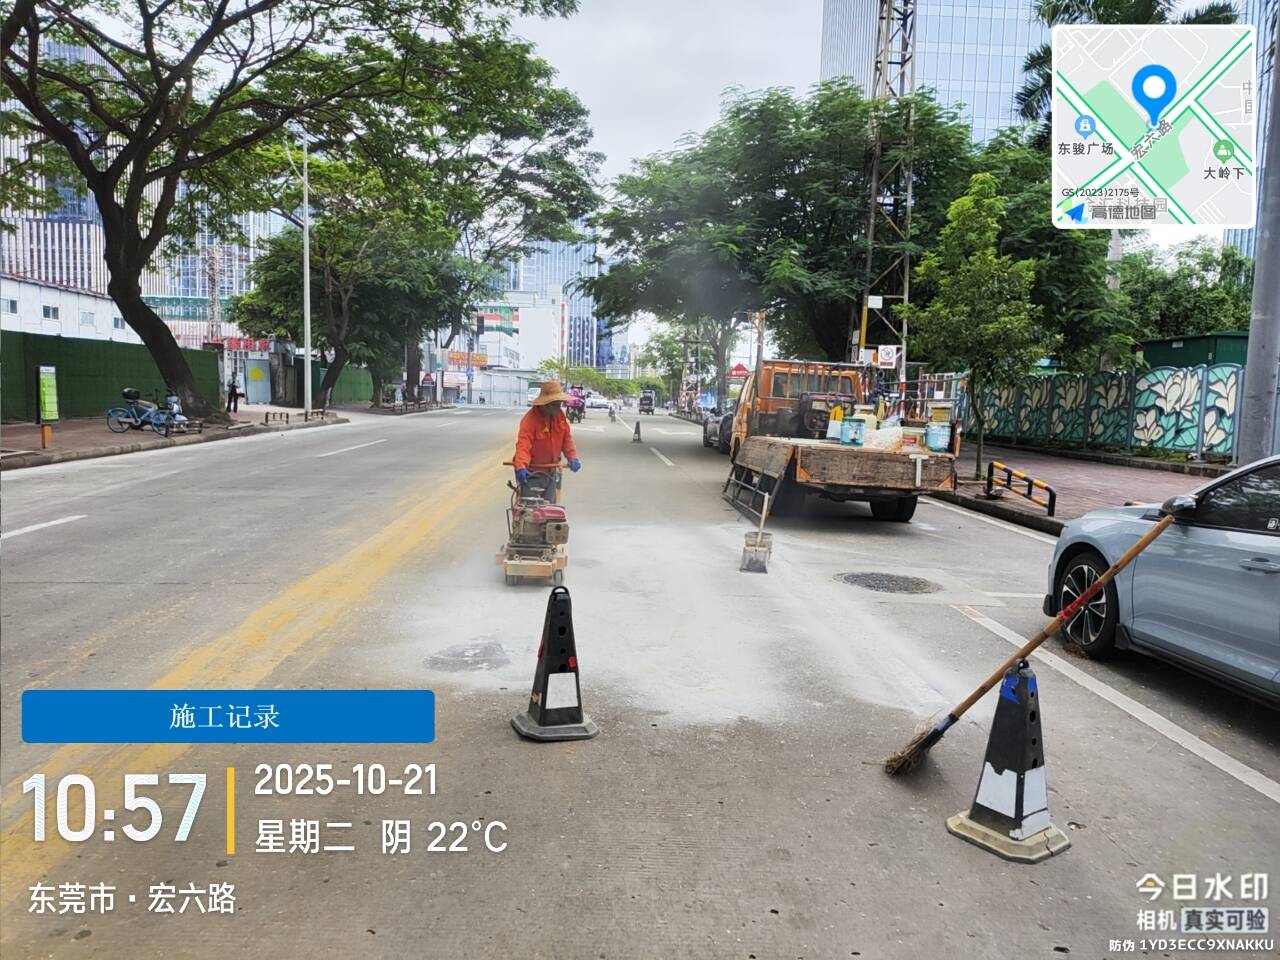 东骏广场
宏六路
大岭下
GS(2023)2175号
高德地图
施工记录
10:57
2025-10-21
星期二 阴 22°C
东莞市·宏六路
今日水印
相机 真实可验
防伪 1YD3ECC9XNAKKU